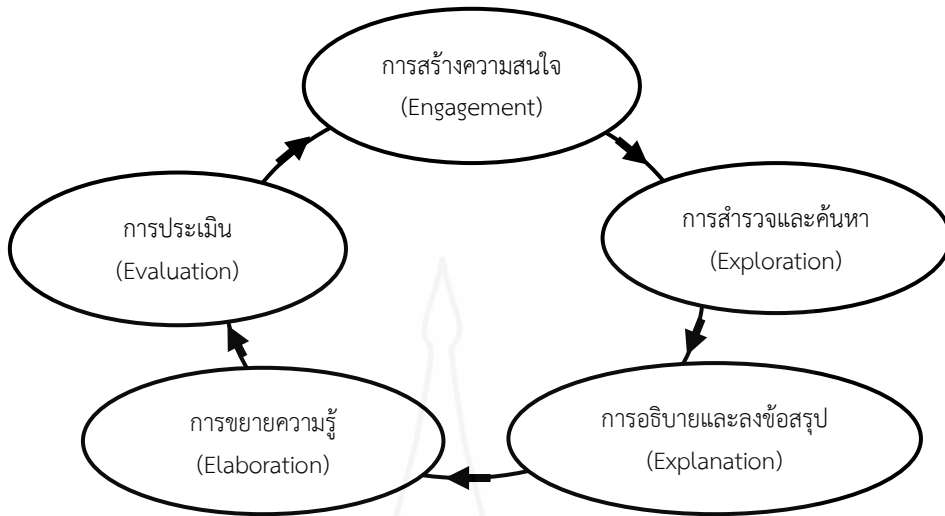 การสร้างความสนใจ
(Engagement)
การสำรวจและค้นหา
(Exploration)
การอธิบายและลงข้อสรุป
(Explanation)
การขยายความรู้
(Elaboration)
การประเมิน
(Evaluation)